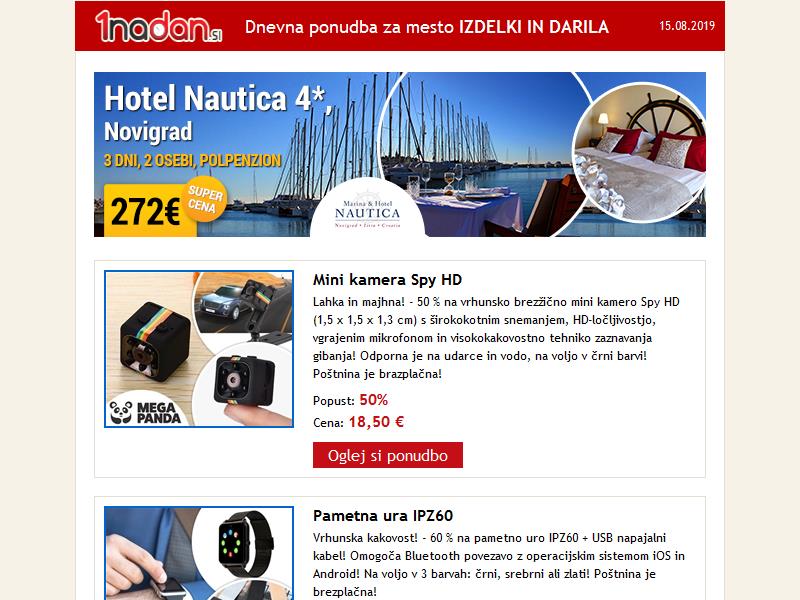 1nadan.si
Dnevna ponudba za mesto IZDELKI IN DARILA
15.08.2019
Hotel Nautica 4*,
Novigrad
3 DNI, 2 OSEBI, POLPENZION
272€
SUPER
CENA
Marina & Hotel
NAUTICA
Novigrad • Istra • Croatia
Mini kamera Spy HD
Lahka in majhna! - 50 % na vrhunsko brezžično mini kamero Spy HD
(1,5 x 1,5 x 1,3 cm) s širokokotnim snemanjem, HD-ločljivostjo,
vgrajenim mikrofonom in visokokakovostno tehniko zaznavanja
gibanja! Odporna je na udarce in vodo, na voljo v črni barvi!
Poštnina je brazplačna!
Popust: 50%
Cena: 18,50 €
Oglej si ponudbo
MEGA
PANDA
Pametna ura IPZ60
Vrhunska kakovost! - 60 % na pametno uro IPZ60 + USB napajalni
kabel! Omogoča Bluetooth povezavo z operacijskim sistemom iOS in
Android! Na voljo v 3 barvah: črni, srebrni ali zlati! Poštnina je
brezplačna!